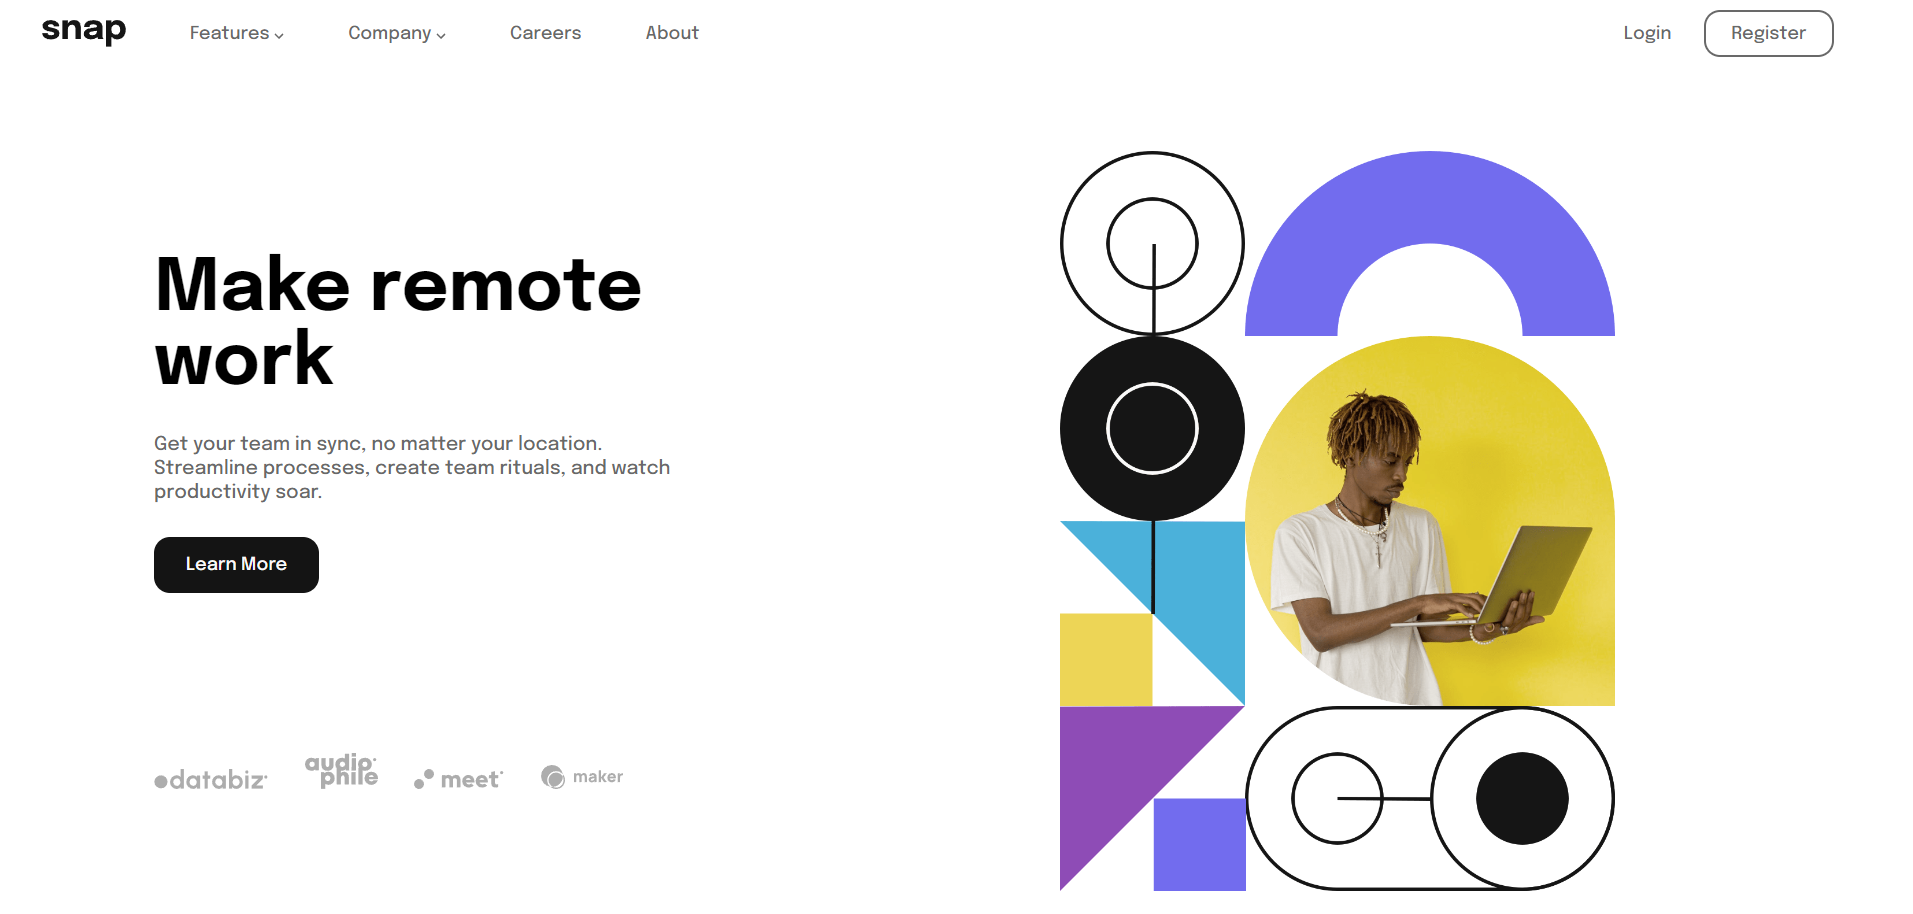 snap
Features
Company
Careers
About
Login
Register
Make remote
work
Get your team in sync, no matter your location.
Streamline processes, create team rituals, and watch
productivity soar.
Learn More
databiz
audio
phile
meet
maker